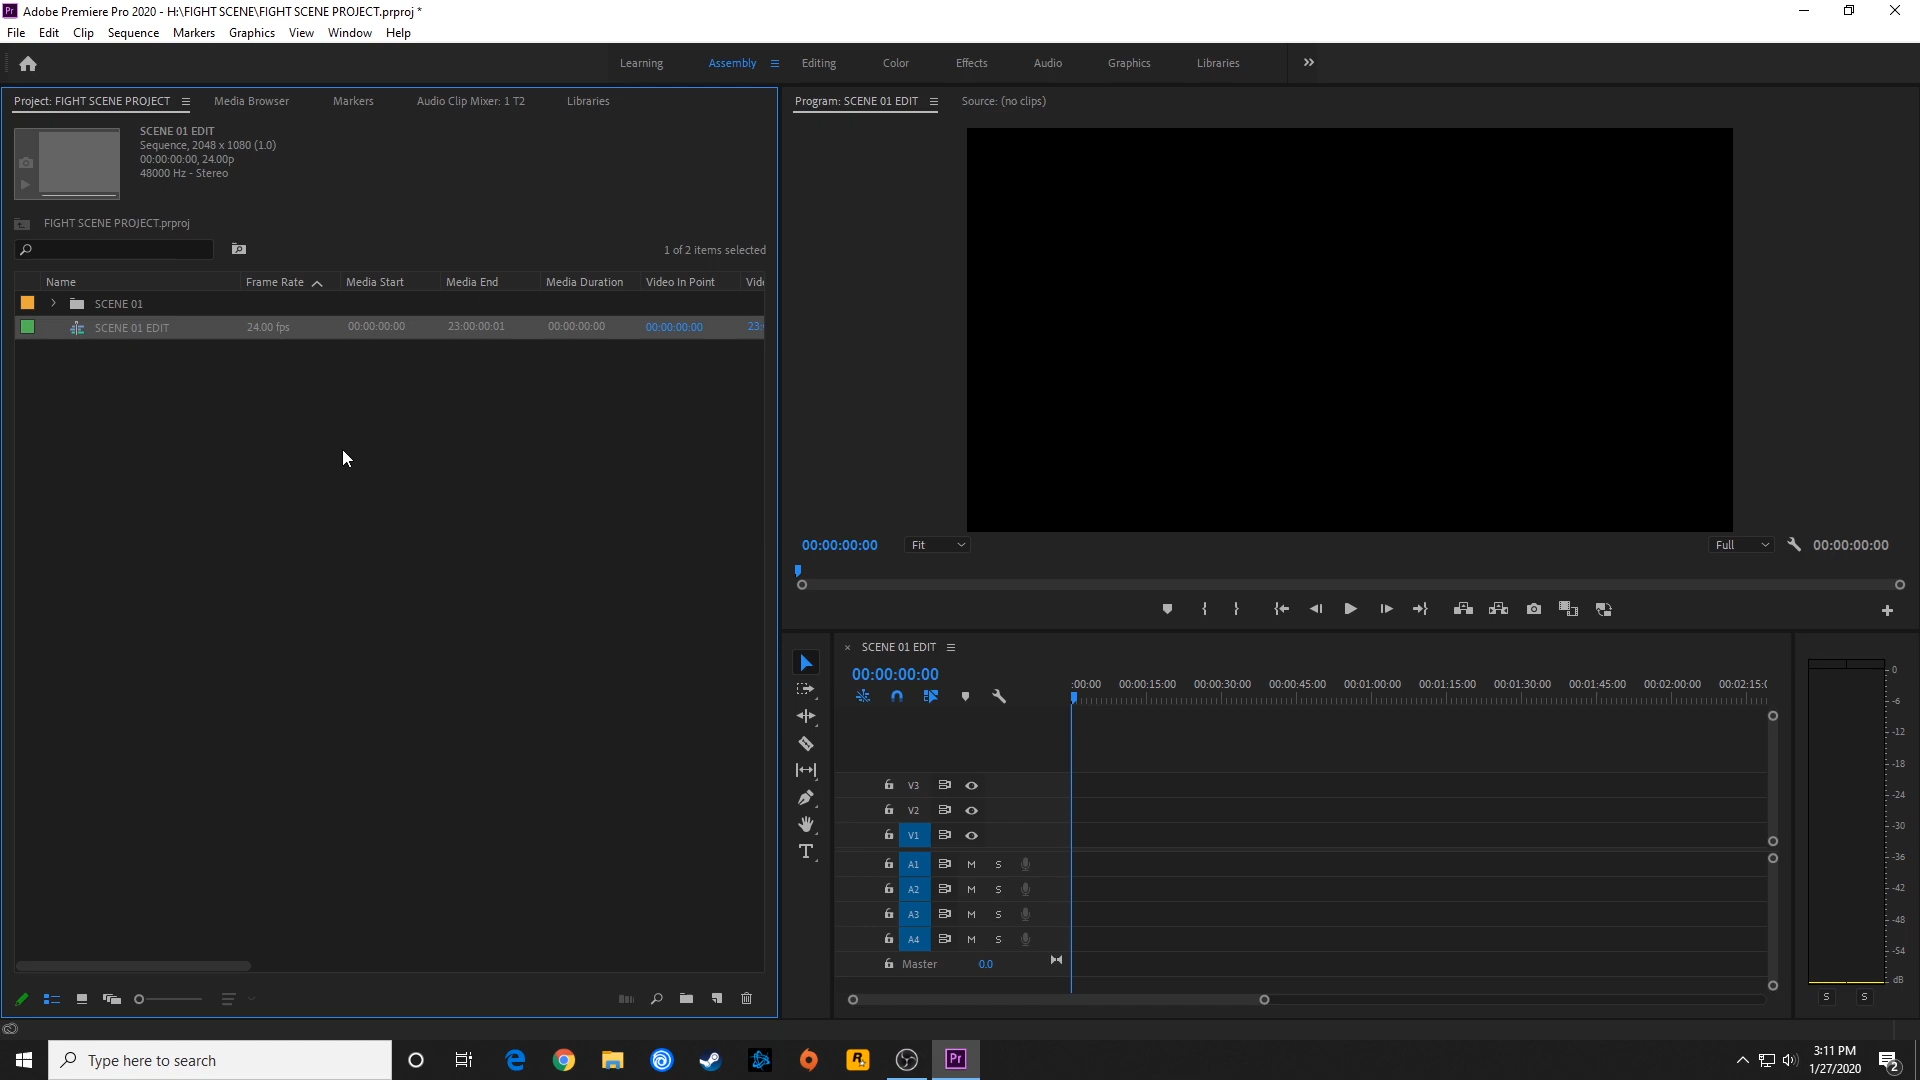 Adobe Premiere Pro 2020 - H:\FIGHT SCENE\FIGHT SCENE PROJECT.prproj *
File Edit Clip Sequence Markers Graphics View Window Help
Learning Assembly Editing Color Effects Audio Graphics Libraries
Project: FIGHT SCENE PROJECT Media Browser Markers Audio Clip Mixer: 1 T2 Libraries
SCENE 01 EDIT
Sequence, 2048 x 1080 (1.0)
00:00:00:00, 24.00p
48000 Hz - Stereo
FIGHT SCENE PROJECT.prproj
1 of 2 items selected
Name Frame Rate Media Start Media End Media Duration Video In Point Vide
SCENE 01
SCENE 01 EDIT 24.00 fps 00:00:00:00 23:00:00:01 00:00:00:00 00:00:00:00 23:
Program: SCENE 01 EDIT Source: (no clips)
00:00:00:00 Fit Full 00:00:00:00
SCENE 01 EDIT
00:00:00:00
:00:00 00:00:15:00 00:00:30:00 00:00:45:00 00:01:00:00 00:01:15:00 00:01:30:00 00:01:45:00 00:02:00:00 00:02:15:0
V3
V2
V1
A1 M S
A2 M S
A3 M S
A4 M S
Master 0.0
0
-6
-12
-18
-24
-30
-36
-42
-48
-54
dB
S S
Type here to search
Pr
3:11 PM
1/27/2020
2